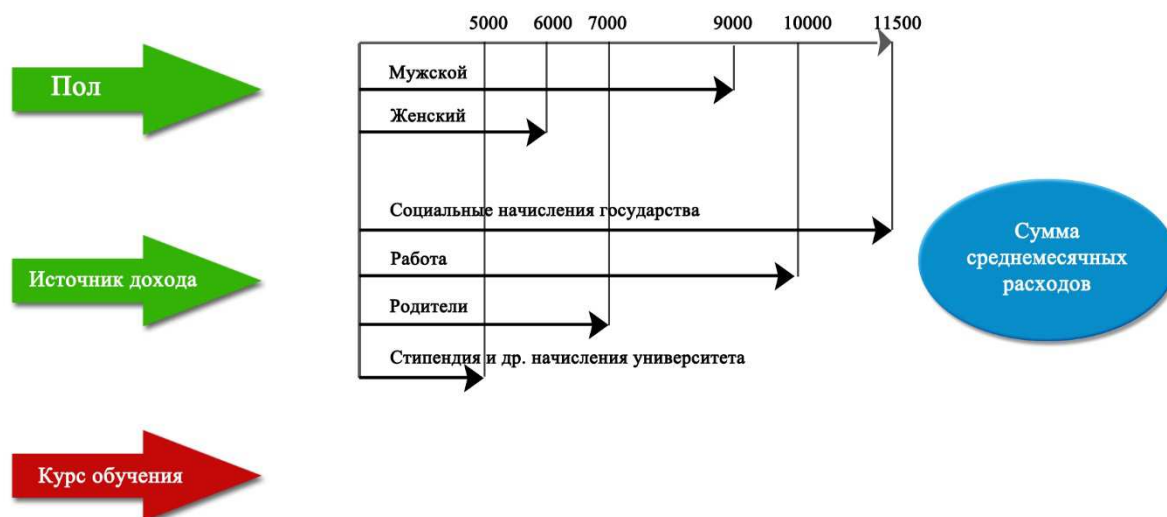 5000 6000 7000 9000 10000 11500
Пол
Мужской
Женский
Социальные начисления государства
Источник дохода
Работа
Родители
Стипендия и др. начисления университета
Сумма
среднемесячных
расходов
Курс обучения